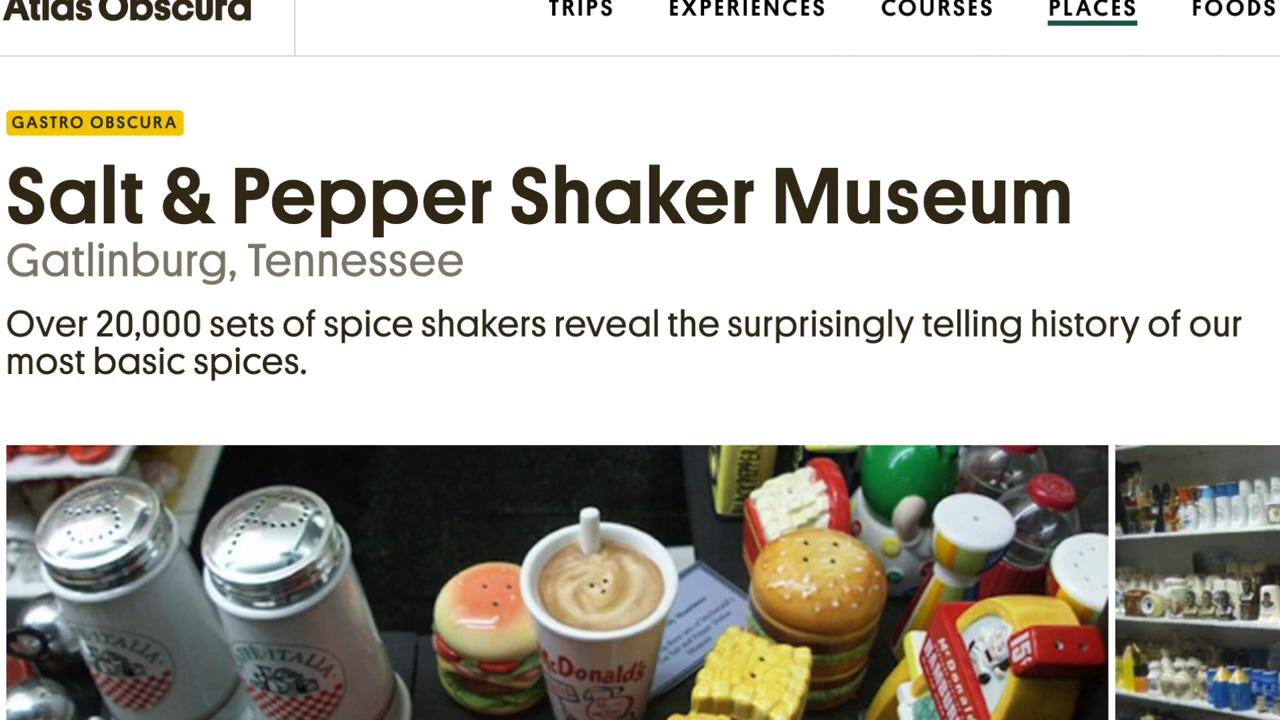 Atlas Obscura
TRIPS EXPERIENCES COURSES PLACES FOODS
GASTRO OBSCURA
Salt & Pepper Shaker Museum
Gatlinburg, Tennessee
Over 20,000 sets of spice shakers reveal the surprisingly telling history of our
most basic spices.
McDonald's
15¢